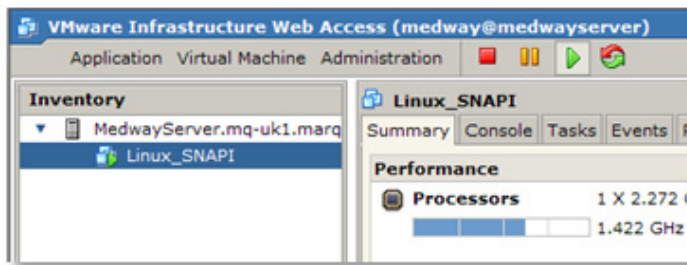 VMware Infrastructure Web Access (medway@medwayserver)
Application Virtual Machine Administration
Inventory
MedwayServer.mq-uk1.marq
Linux_SNAPI
Linux_SNAPI
Summary Console Tasks Events
Performance
Processors 1 X 2.272
1.422 GHz